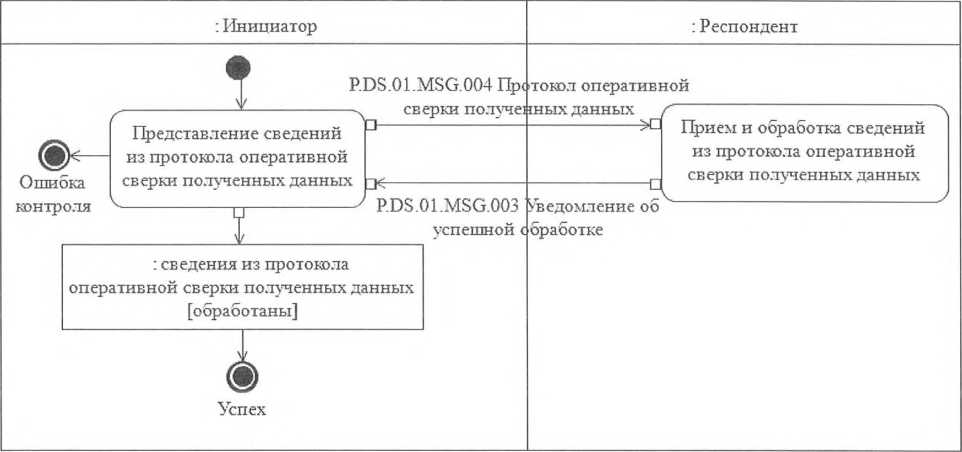 : Инициатор
: Респондент
P.DS.01.MSG.004 Протокол оперативной
сверки полученных данных
Представление сведений
из протокола оперативной
сверки полученных данных
Прием и обработка сведений
из протокола оперативной
сверки полученных данных
Ошибка
контроля
P.DS.01.MSG.003 Уведомление об
успешной обработке
: сведения из протокола
оперативной сверки полученных данных
[обработаны]
Успех